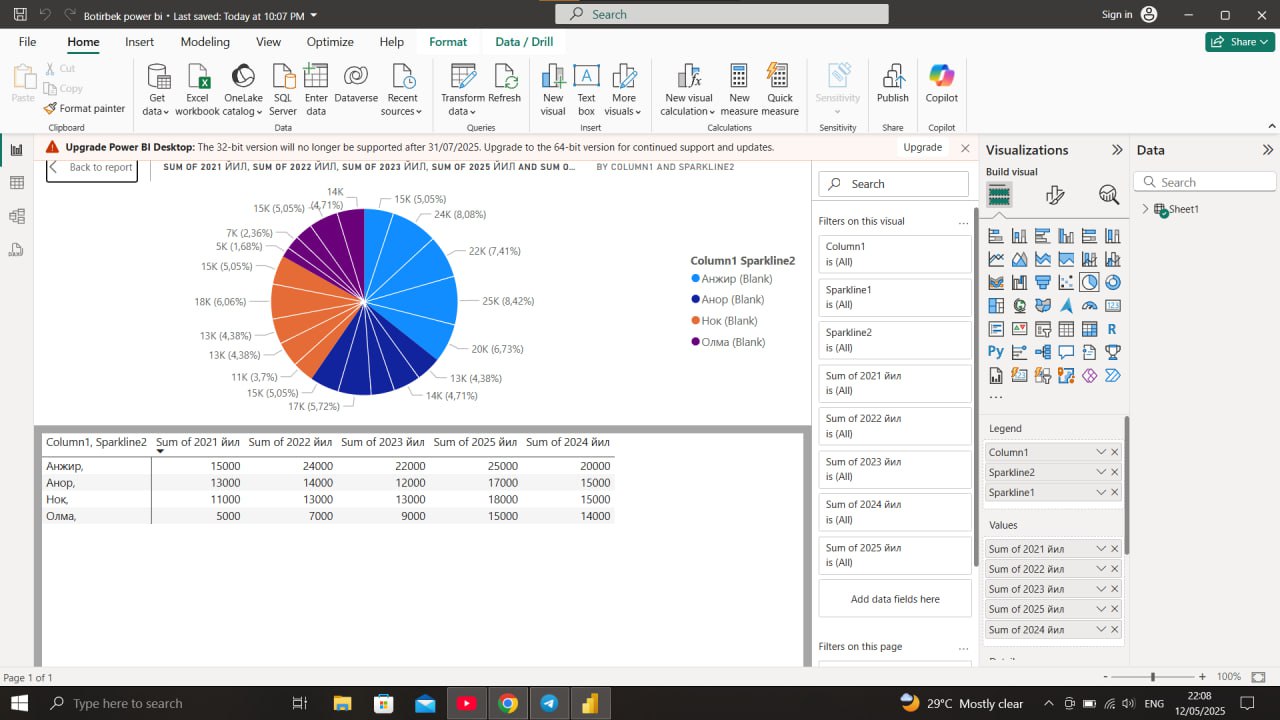 Botirbek power bi • Last saved: Today at 10:07 PM
Search
Sign in
File
Home
Insert
Modeling
View
Optimize
Help
Format
Data / Drill
Share
Paste
Cut
Copy
Format painter
Clipboard
Get data
Excel workbook
OneLake catalog
SQL Server
Enter data
Dataverse
Recent sources
Data
Transform data
Refresh
Queries
New visual
Text box
More visuals
Insert
New visual calculation
New measure
Quick measure
Calculations
Sensitivity
Sensitivity
Publish
Share
Copilot
Copilot
Upgrade Power BI Desktop: The 32-bit version will no longer be supported after 31/07/2025. Upgrade to the 64-bit version for continued support and updates.
Upgrade
Back to report
SUM OF 2021 ЙИЛ, SUM OF 2022 ЙИЛ, SUM OF 2023 ЙИЛ, SUM OF 2025 ЙИЛ AND SUM O...
BY COLUMN1 AND SPARKLINE2
14K
(4,71%)
15K (5,05%)
7K (2,36%)
5K (1,68%)
15K (5,05%)
18K (6,06%)
13K (4,38%)
13K (4,38%)
11K (3,7%)
15K (5,05%)
17K (5,72%)
15K (5,05%)
24K (8,08%)
22K (7,41%)
25K (8,42%)
20K (6,73%)
13K (4,38%)
14K (4,71%)
Column1 Sparkline2
Анжир (Blank)
Анор (Blank)
Нок (Blank)
Олма (Blank)
Column1, Sparkline2 Sum of 2021 йил Sum of 2022 йил Sum of 2023 йил Sum of 2025 йил Sum of 2024 йил
Анжир, 15000 24000 22000 25000 20000
Анор, 13000 14000 12000 17000 15000
Нок, 11000 13000 13000 18000 15000
Олма, 5000 7000 9000 15000 14000
Search
Filters on this visual
...
Column1
is (All)
Sparkline1
is (All)
Sparkline2
is (All)
Sum of 2021 йил
is (All)
Sum of 2022 йил
is (All)
Sum of 2023 йил
is (All)
Sum of 2024 йил
is (All)
Sum of 2025 йил
is (All)
Add data fields here
Filters on this page
...
Visualizations
Build visual
R
Py
123
...
Legend
Column1
Sparkline2
Sparkline1
Values
Sum of 2021 йил
Sum of 2022 йил
Sum of 2023 йил
Sum of 2025 йил
Sum of 2024 йил
Data
Search
Sheet1
Page 1 of 1
- + 100%
Type here to search
29°C Mostly clear
ENG
22:08
12/05/2025